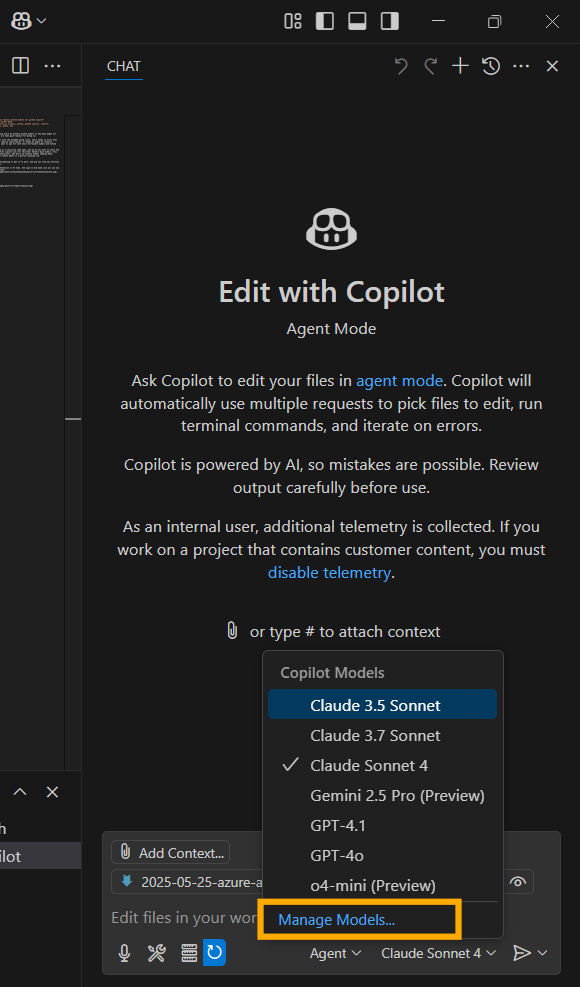 CHAT
Edit with Copilot
Agent Mode
Ask Copilot to edit your files in agent mode. Copilot will
automatically use multiple requests to pick files to edit, run
terminal commands, and iterate on errors.
Copilot is powered by AI, so mistakes are possible. Review
output carefully before use.
As an internal user, additional telemetry is collected. If you
work on a project that contains customer content, you must
disable telemetry.
or type # to attach context
Copilot Models
Claude 3.5 Sonnet
Claude 3.7 Sonnet
Claude Sonnet 4
Gemini 2.5 Pro (Preview)
GPT-4.1
GPT-4o
o4-mini (Preview)
Manage Models...
h
ilot
Add Context...
2025-05-25-azure-a
Edit files in your wor
Agent
Claude Sonnet 4